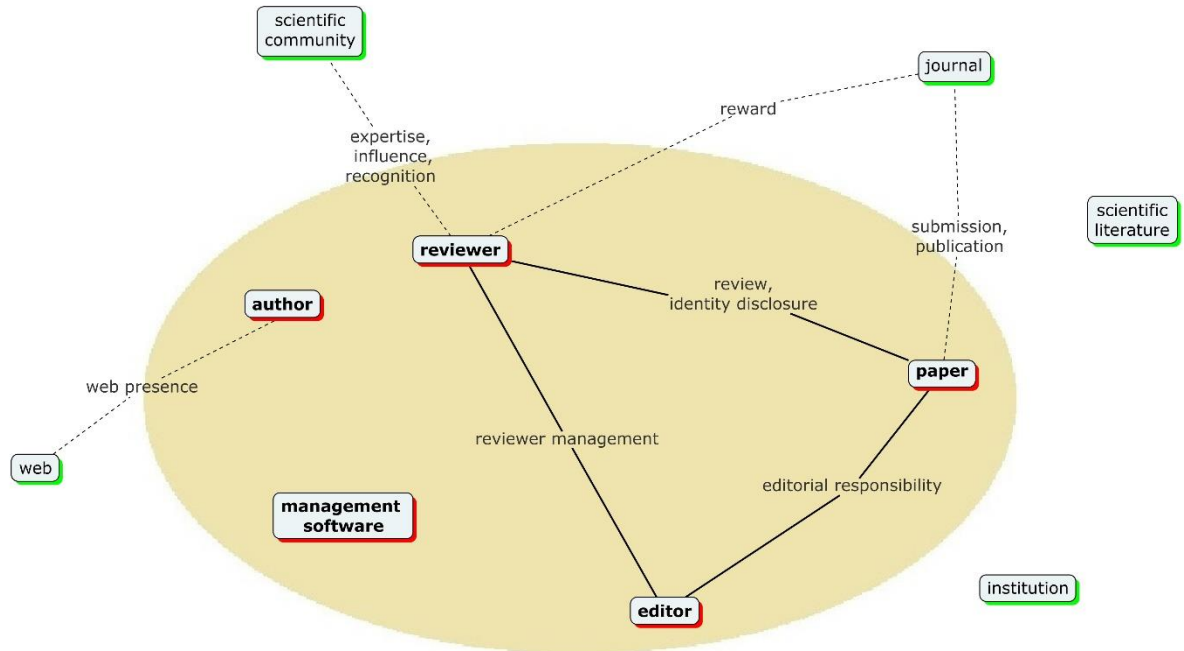 scientific
community
journal
reward
expertise,
influence,
recognition
scientific
literature
submission,
publication
reviewer
review,
identity disclosure
author
paper
web presence
reviewer management
web
editorial responsibility
management
software
institution
editor